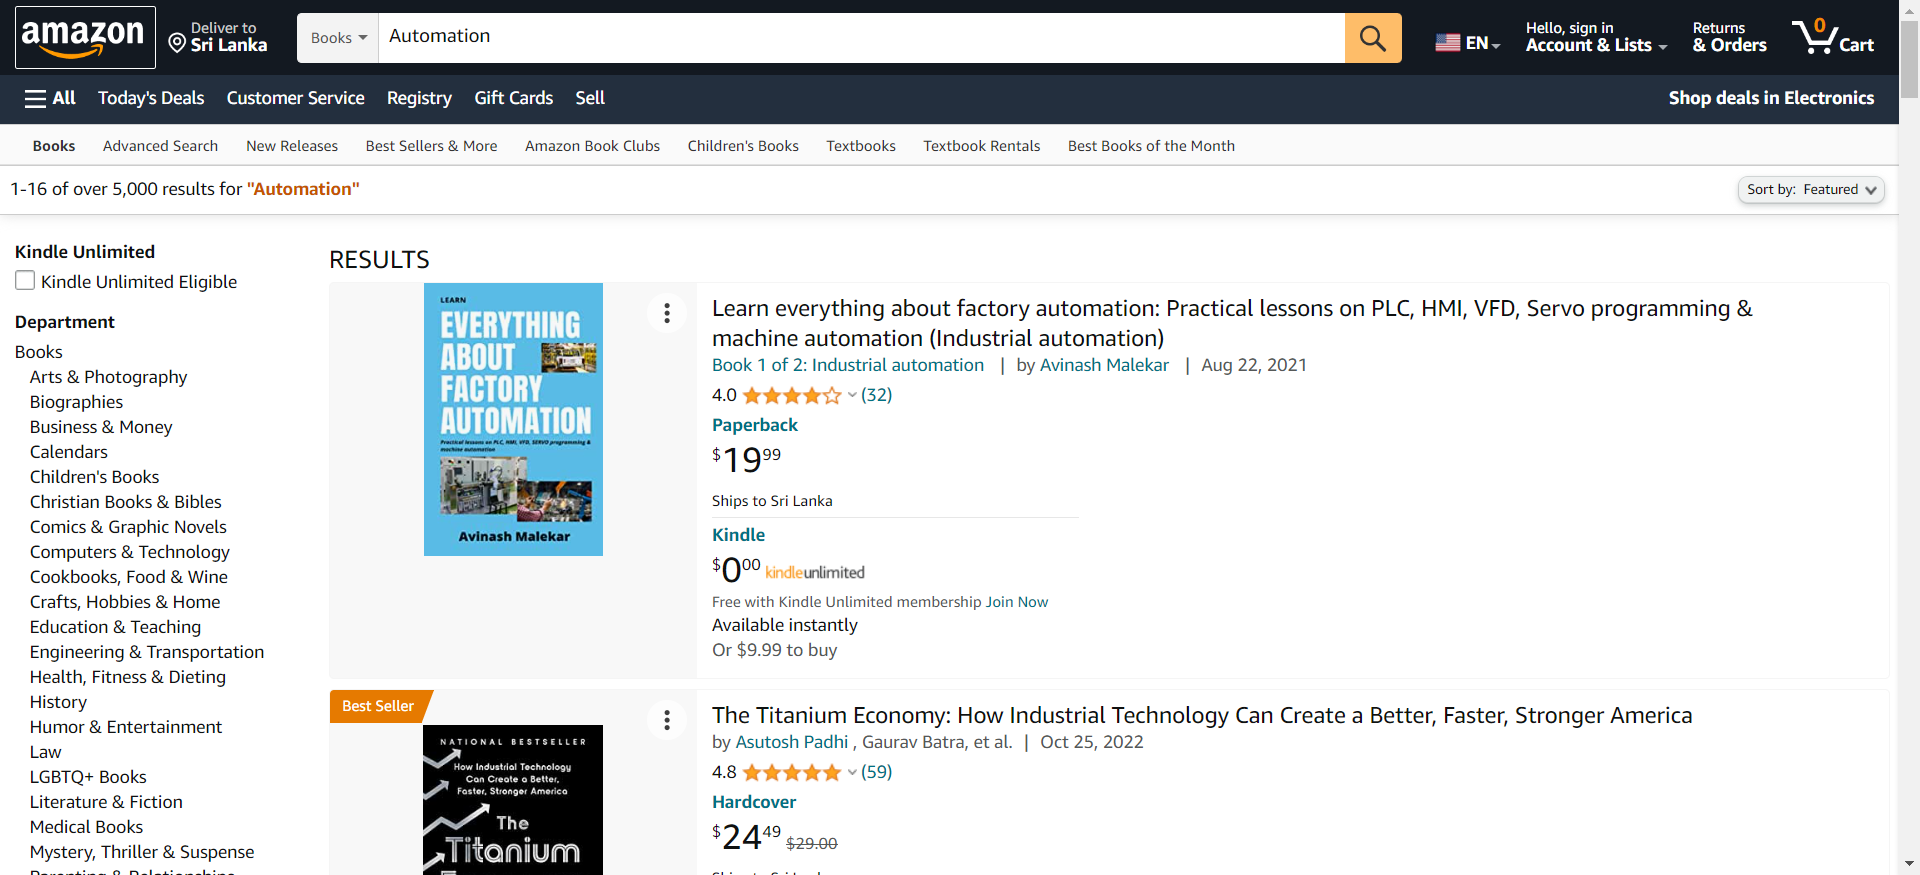 amazon
Deliver to
Sri Lanka
Books
Automation
EN
Hello, sign in
Account & Lists
Returns
& Orders
0
Cart
All
Today's Deals
Customer Service
Registry
Gift Cards
Sell
Shop deals in Electronics
Books
Advanced Search
New Releases
Best Sellers & More
Amazon Book Clubs
Children's Books
Textbooks
Textbook Rentals
Best Books of the Month
1-16 of over 5,000 results for "Automation"
Sort by: Featured
Kindle Unlimited
Kindle Unlimited Eligible
Department
Books
Arts & Photography
Biographies
Business & Money
Calendars
Children's Books
Christian Books & Bibles
Comics & Graphic Novels
Computers & Technology
Cookbooks, Food & Wine
Crafts, Hobbies & Home
Education & Teaching
Engineering & Transportation
Health, Fitness & Dieting
History
Humor & Entertainment
Law
LGBTQ+ Books
Literature & Fiction
Medical Books
Mystery, Thriller & Suspense
RESULTS
LEARN
EVERYTHING
ABOUT
FACTORY
AUTOMATION
Practical lessons on PLC, HMI, VFD, SERVO programming &
machine automation
Avinash Malekar
Learn everything about factory automation: Practical lessons on PLC, HMI, VFD, Servo programming &
machine automation (Industrial automation)
Book 1 of 2: Industrial automation | by Avinash Malekar | Aug 22, 2021
4.0 (32)
Paperback
$19.99
Ships to Sri Lanka
Kindle
$0.00 kindleunlimited
Free with Kindle Unlimited membership Join Now
Available instantly
Or $9.99 to buy
Best Seller
NATIONAL BESTSELLER
How Industrial Technology
Can Create a Better,
Faster, Stronger America
The
Titanium
The Titanium Economy: How Industrial Technology Can Create a Better, Faster, Stronger America
by Asutosh Padhi , Gaurav Batra, et al. | Oct 25, 2022
4.8 (59)
Hardcover
$24.49 $29.00